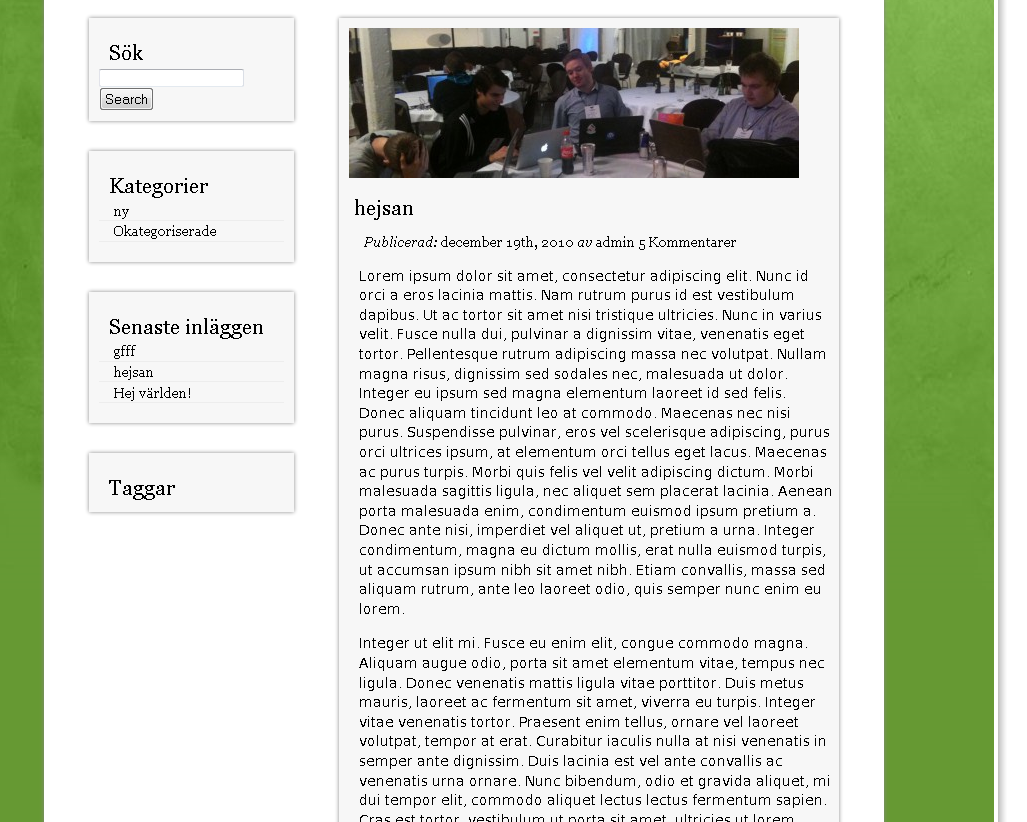 Sök
Search
Kategorier
ny
Okategoriserade
Senaste inläggen
gfff
hejsan
Hej världen!
Taggar
hejsan
Publicerad: december 19th, 2010 av admin 5 Kommentarer
Lorem ipsum dolor sit amet, consectetur adipiscing elit. Nunc id
orci a eros lacinia mattis. Nam rutrum purus id est vestibulum
dapibus. Ut ac tortor sit amet nisi tristique ultricies. Nunc in varius
velit. Fusce nulla dui, pulvinar a dignissim vitae, venenatis eget
tortor. Pellentesque rutrum adipiscing massa nec volutpat. Nullam
magna risus, dignissim sed sodales nec, malesuada ut dolor.
Integer eu ipsum sed magna elementum laoreet id sed felis.
Donec aliquam tincidunt leo at commodo. Maecenas nec nisi
purus. Suspendisse pulvinar, eros vel scelerisque adipiscing, purus
orci ultrices ipsum, at elementum orci tellus eget lacus. Maecenas
ac purus turpis. Morbi quis felis vel velit adipiscing dictum. Morbi
malesuada sagittis ligula, nec aliquet sem placerat lacinia. Aenean
porta malesuada enim, condimentum euismod ipsum pretium a.
Donec ante nisi, imperdiet vel aliquet ut, pretium a urna. Integer
condimentum, magna eu dictum mollis, erat nulla euismod turpis,
ut accumsan ipsum nibh sit amet nibh. Etiam convallis, massa sed
aliquam rutrum, ante leo laoreet odio, quis semper nunc enim eu
lorem.
Integer ut elit mi. Fusce eu enim elit, congue commodo magna.
Aliquam augue odio, porta sit amet elementum vitae, tempus nec
ligula. Donec venenatis mattis ligula vitae porttitor. Duis metus
mauris, laoreet ac fermentum sit amet, viverra eu turpis. Integer
vitae venenatis tortor. Praesent enim tellus, ornare vel laoreet
volutpat, tempor at erat. Curabitur iaculis nulla at nisi venenatis in
semper ante dignissim. Duis lacinia est vel ante convallis ac
venenatis urna ornare. Nunc bibendum, odio et gravida aliquet, mi
dui tempor elit, commodo aliquet lectus lectus fermentum sapien.
Cras est tortor, vestibulum ut porta sit amet, ultricies ut lorem.